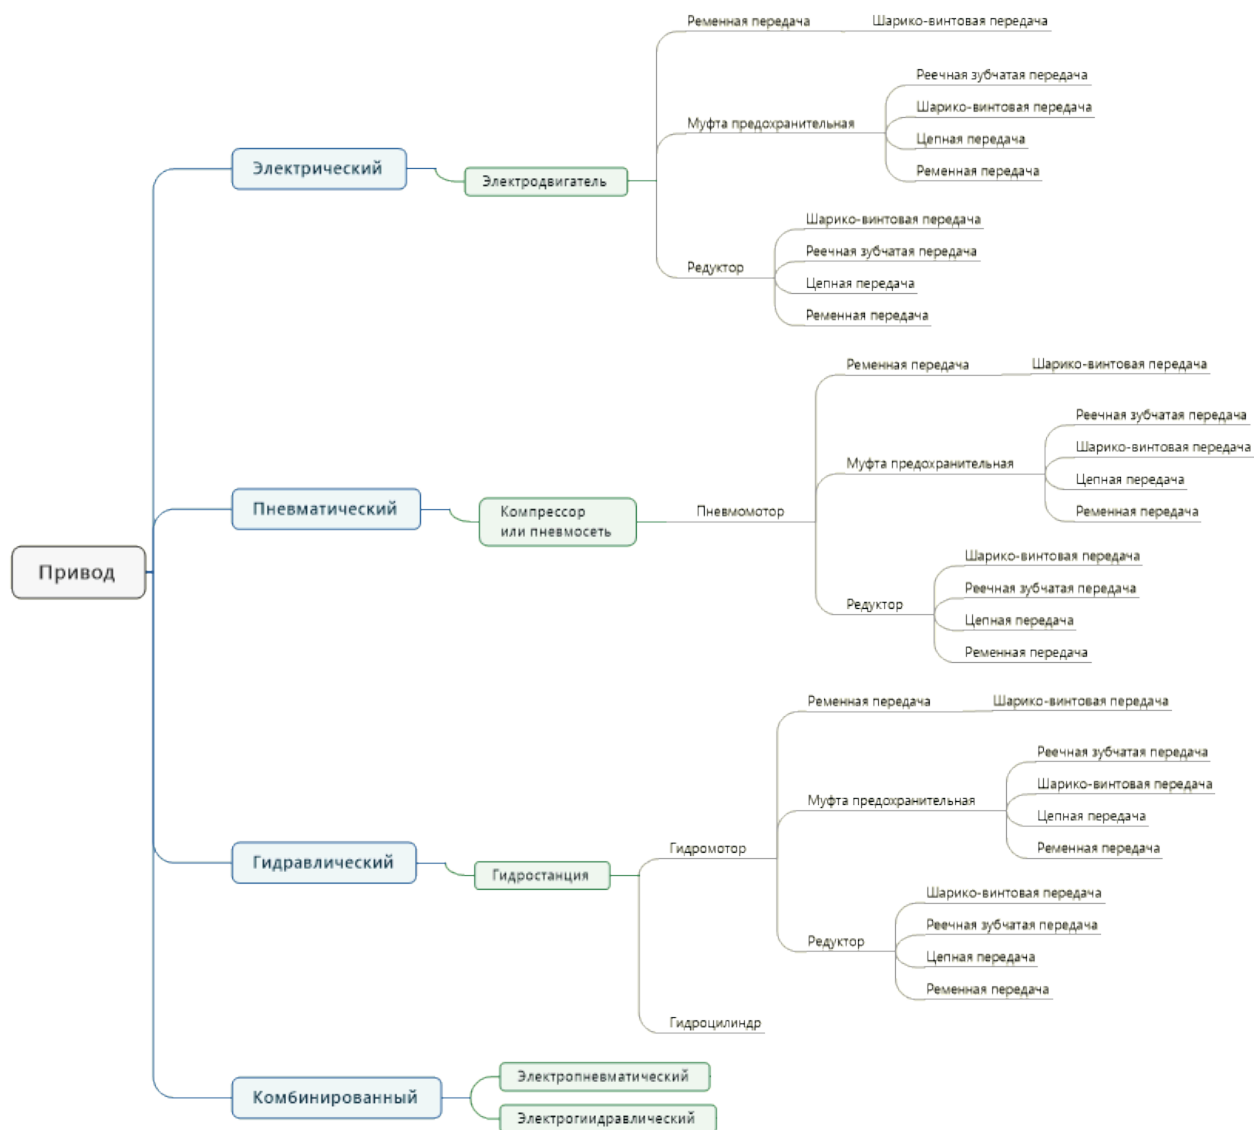 Привод
Электрический
Электродвигатель
Ременная передача
Шарико-винтовая передача
Муфта предохранительная
Реечная зубчатая передача
Шарико-винтовая передача
Цепная передача
Ременная передача
Редуктор
Шарико-винтовая передача
Реечная зубчатая передача
Цепная передача
Ременная передача
Пневматический
Компрессор
или пневмосеть
Пневмомотор
Ременная передача
Шарико-винтовая передача
Муфта предохранительная
Реечная зубчатая передача
Шарико-винтовая передача
Цепная передача
Ременная передача
Редуктор
Шарико-винтовая передача
Реечная зубчатая передача
Цепная передача
Ременная передача
Гидравлический
Гидростанция
Гидромотор
Ременная передача
Шарико-винтовая передача
Муфта предохранительная
Реечная зубчатая передача
Шарико-винтовая передача
Цепная передача
Ременная передача
Редуктор
Шарико-винтовая передача
Реечная зубчатая передача
Цепная передача
Ременная передача
Гидроцилиндр
Комбинированный
Электропневматический
Электрогиидравлический